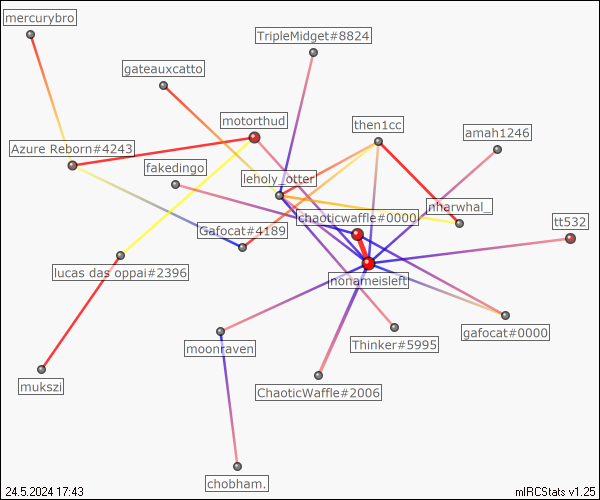 mercurybro
TripleMidget#8824
gateauxcatto
motorthud
then1cc
amah1246
Azure Reborn#4243
fakedingo
leholy_otter
nharwhal_
chaoticwaffle#0000
tt532
Gafocat#4189
lucas das oppai#2396
nonameisleft
gafocat#0000
moonraven
Thinker#5995
mukszi
ChaoticWaffle#2006
chobham.
24.5.2024 17:43
mIRCStats v1.25